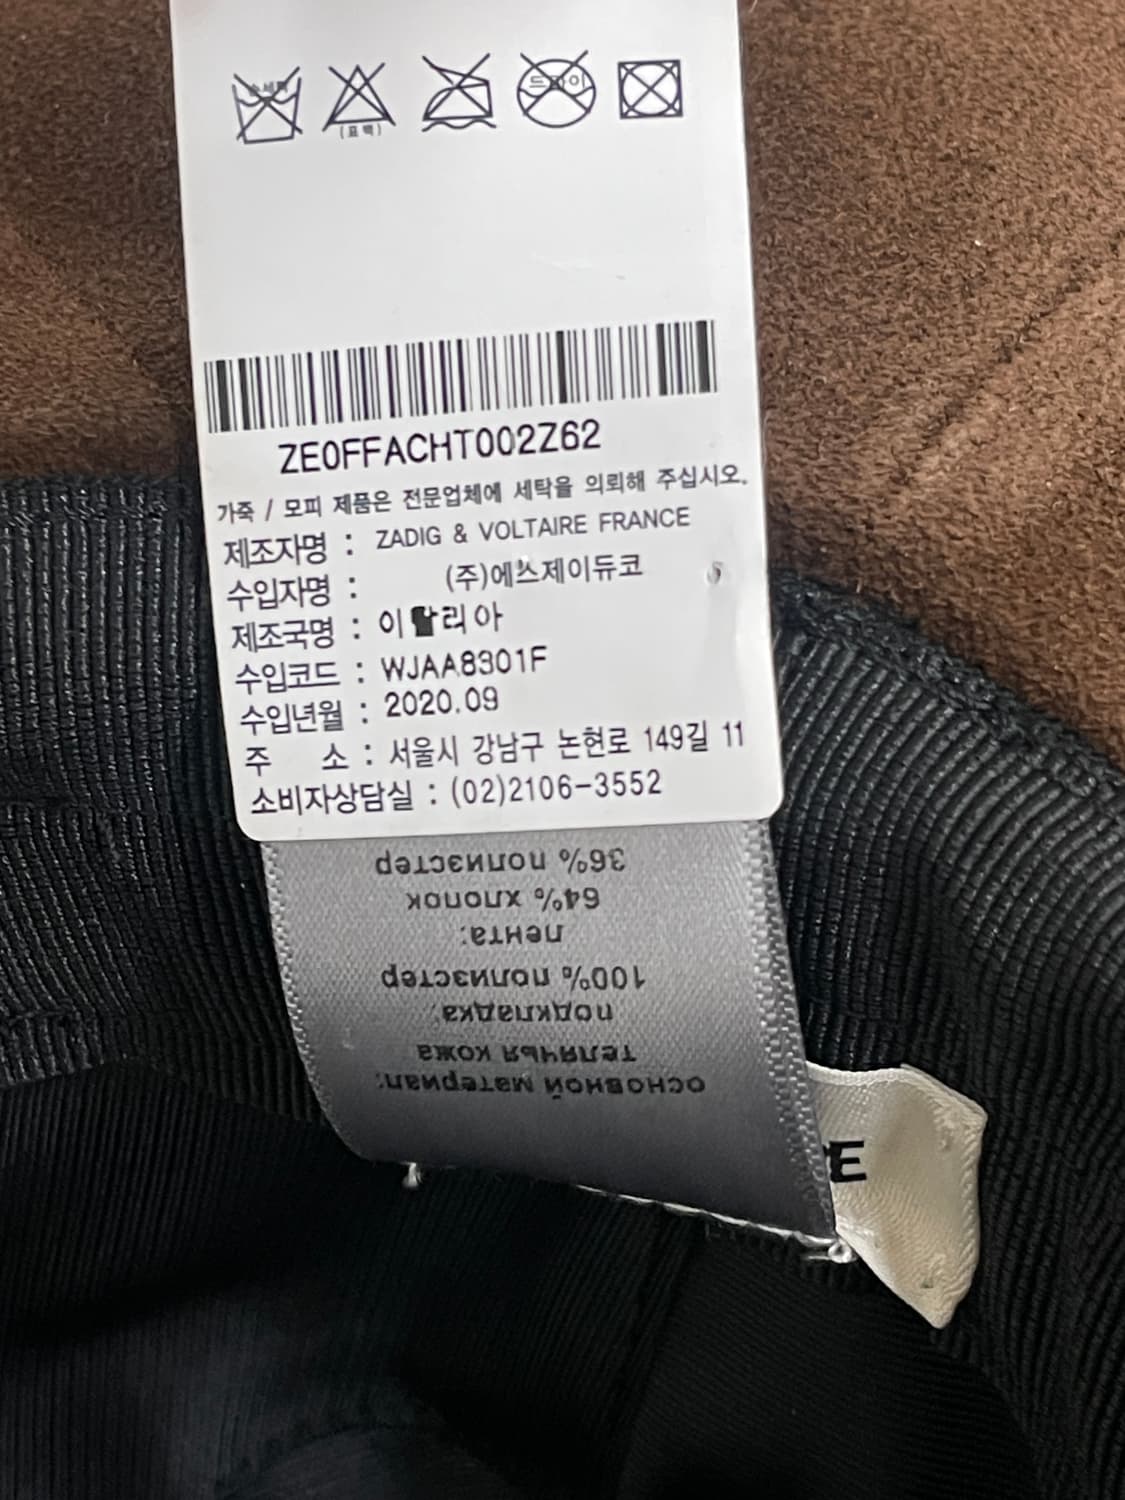 손세탁
(표백)
드라이
ZE0FFACHT002Z62
가죽 / 모피 제품은 전문업체에 세탁을 의뢰해 주십시오.
제조자명 : ZADIG & VOLTAIRE FRANCE
수입자명 : (주)에스제이듀코
제조국명 : 이탈리아
수입코드 : WJAA8301F
수입년월 : 2020.09
주 소 : 서울시 강남구 논현로 149길 11
소비자상담실 : (02)2106-3552
основной материал:
телячья кожа
подкладка:
100% полиэстер
лента:
64% хлопок
36% полиэстер
E